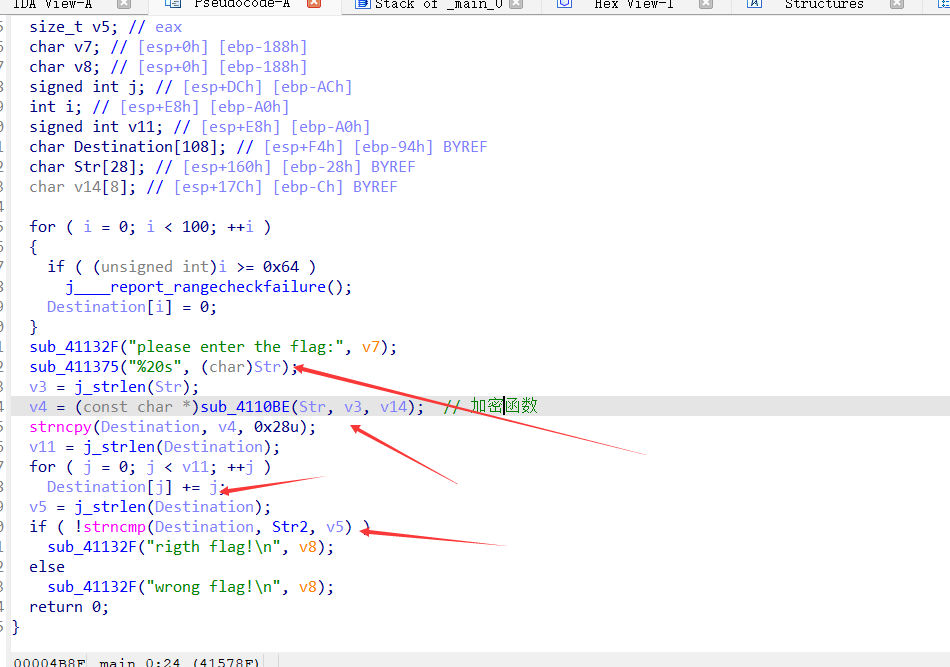 IDA View-A Pseudocode-A Stack of _main_0 Hex View-1 Structures
size_t v5; // eax
char v7; // [esp+0h] [ebp-188h]
char v8; // [esp+0h] [ebp-188h]
signed int j; // [esp+DCh] [ebp-ACh]
int i; // [esp+E8h] [ebp-A0h]
signed int v11; // [esp+E8h] [ebp-A0h]
char Destination[108]; // [esp+F4h] [ebp-94h] BYREF
char Str[28]; // [esp+160h] [ebp-28h] BYREF
char v14[8]; // [esp+17Ch] [ebp-Ch] BYREF
for ( i = 0; i < 100; ++i )
{
if ( (unsigned int)i >= 0x64 )
j____report_rangecheckfailure();
Destination[i] = 0;
}
sub_41132F("please enter the flag:", v7);
sub_411375("%20s", (char)Str);
v3 = j_strlen(Str);
v4 = (const char *)sub_4110BE(Str, v3, v14); // 加密函数
strncpy(Destination, v4, 0x28u);
v11 = j_strlen(Destination);
for ( j = 0; j < v11; ++j )
Destination[j] += j;
v5 = j_strlen(Destination);
if ( !strncmp(Destination, Str2, v5) )
sub_41132F("rigth flag!\n", v8);
else
sub_41132F("wrong flag!\n", v8);
return 0;
}
00004B8F main 0:24 (41578F)